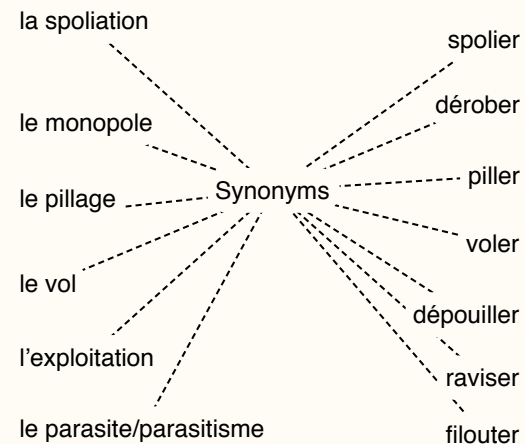 la spoliation
le monopole
le pillage
le vol
l'exploitation
le parasite/parasitisme
Synonyms
spolier
dérober
piller
voler
dépouiller
raviser
filouter